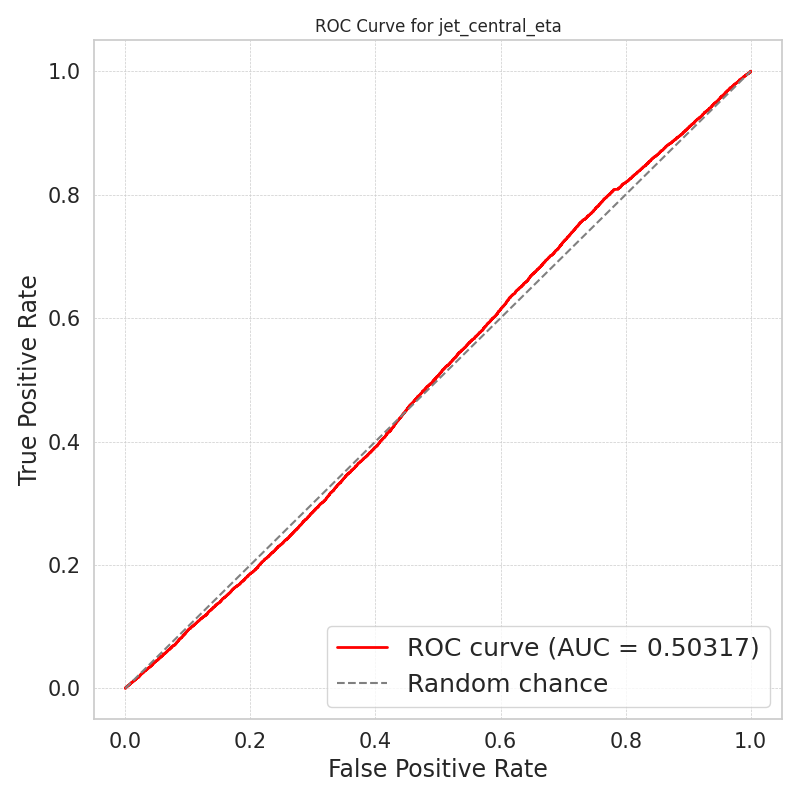 ROC Curve for jet_central_eta
1.0
0.8
0.6
0.4
0.2
0.0
True Positive Rate
ROC curve (AUC = 0.50317)
Random chance
0.0 0.2 0.4 0.6 0.8 1.0
False Positive Rate